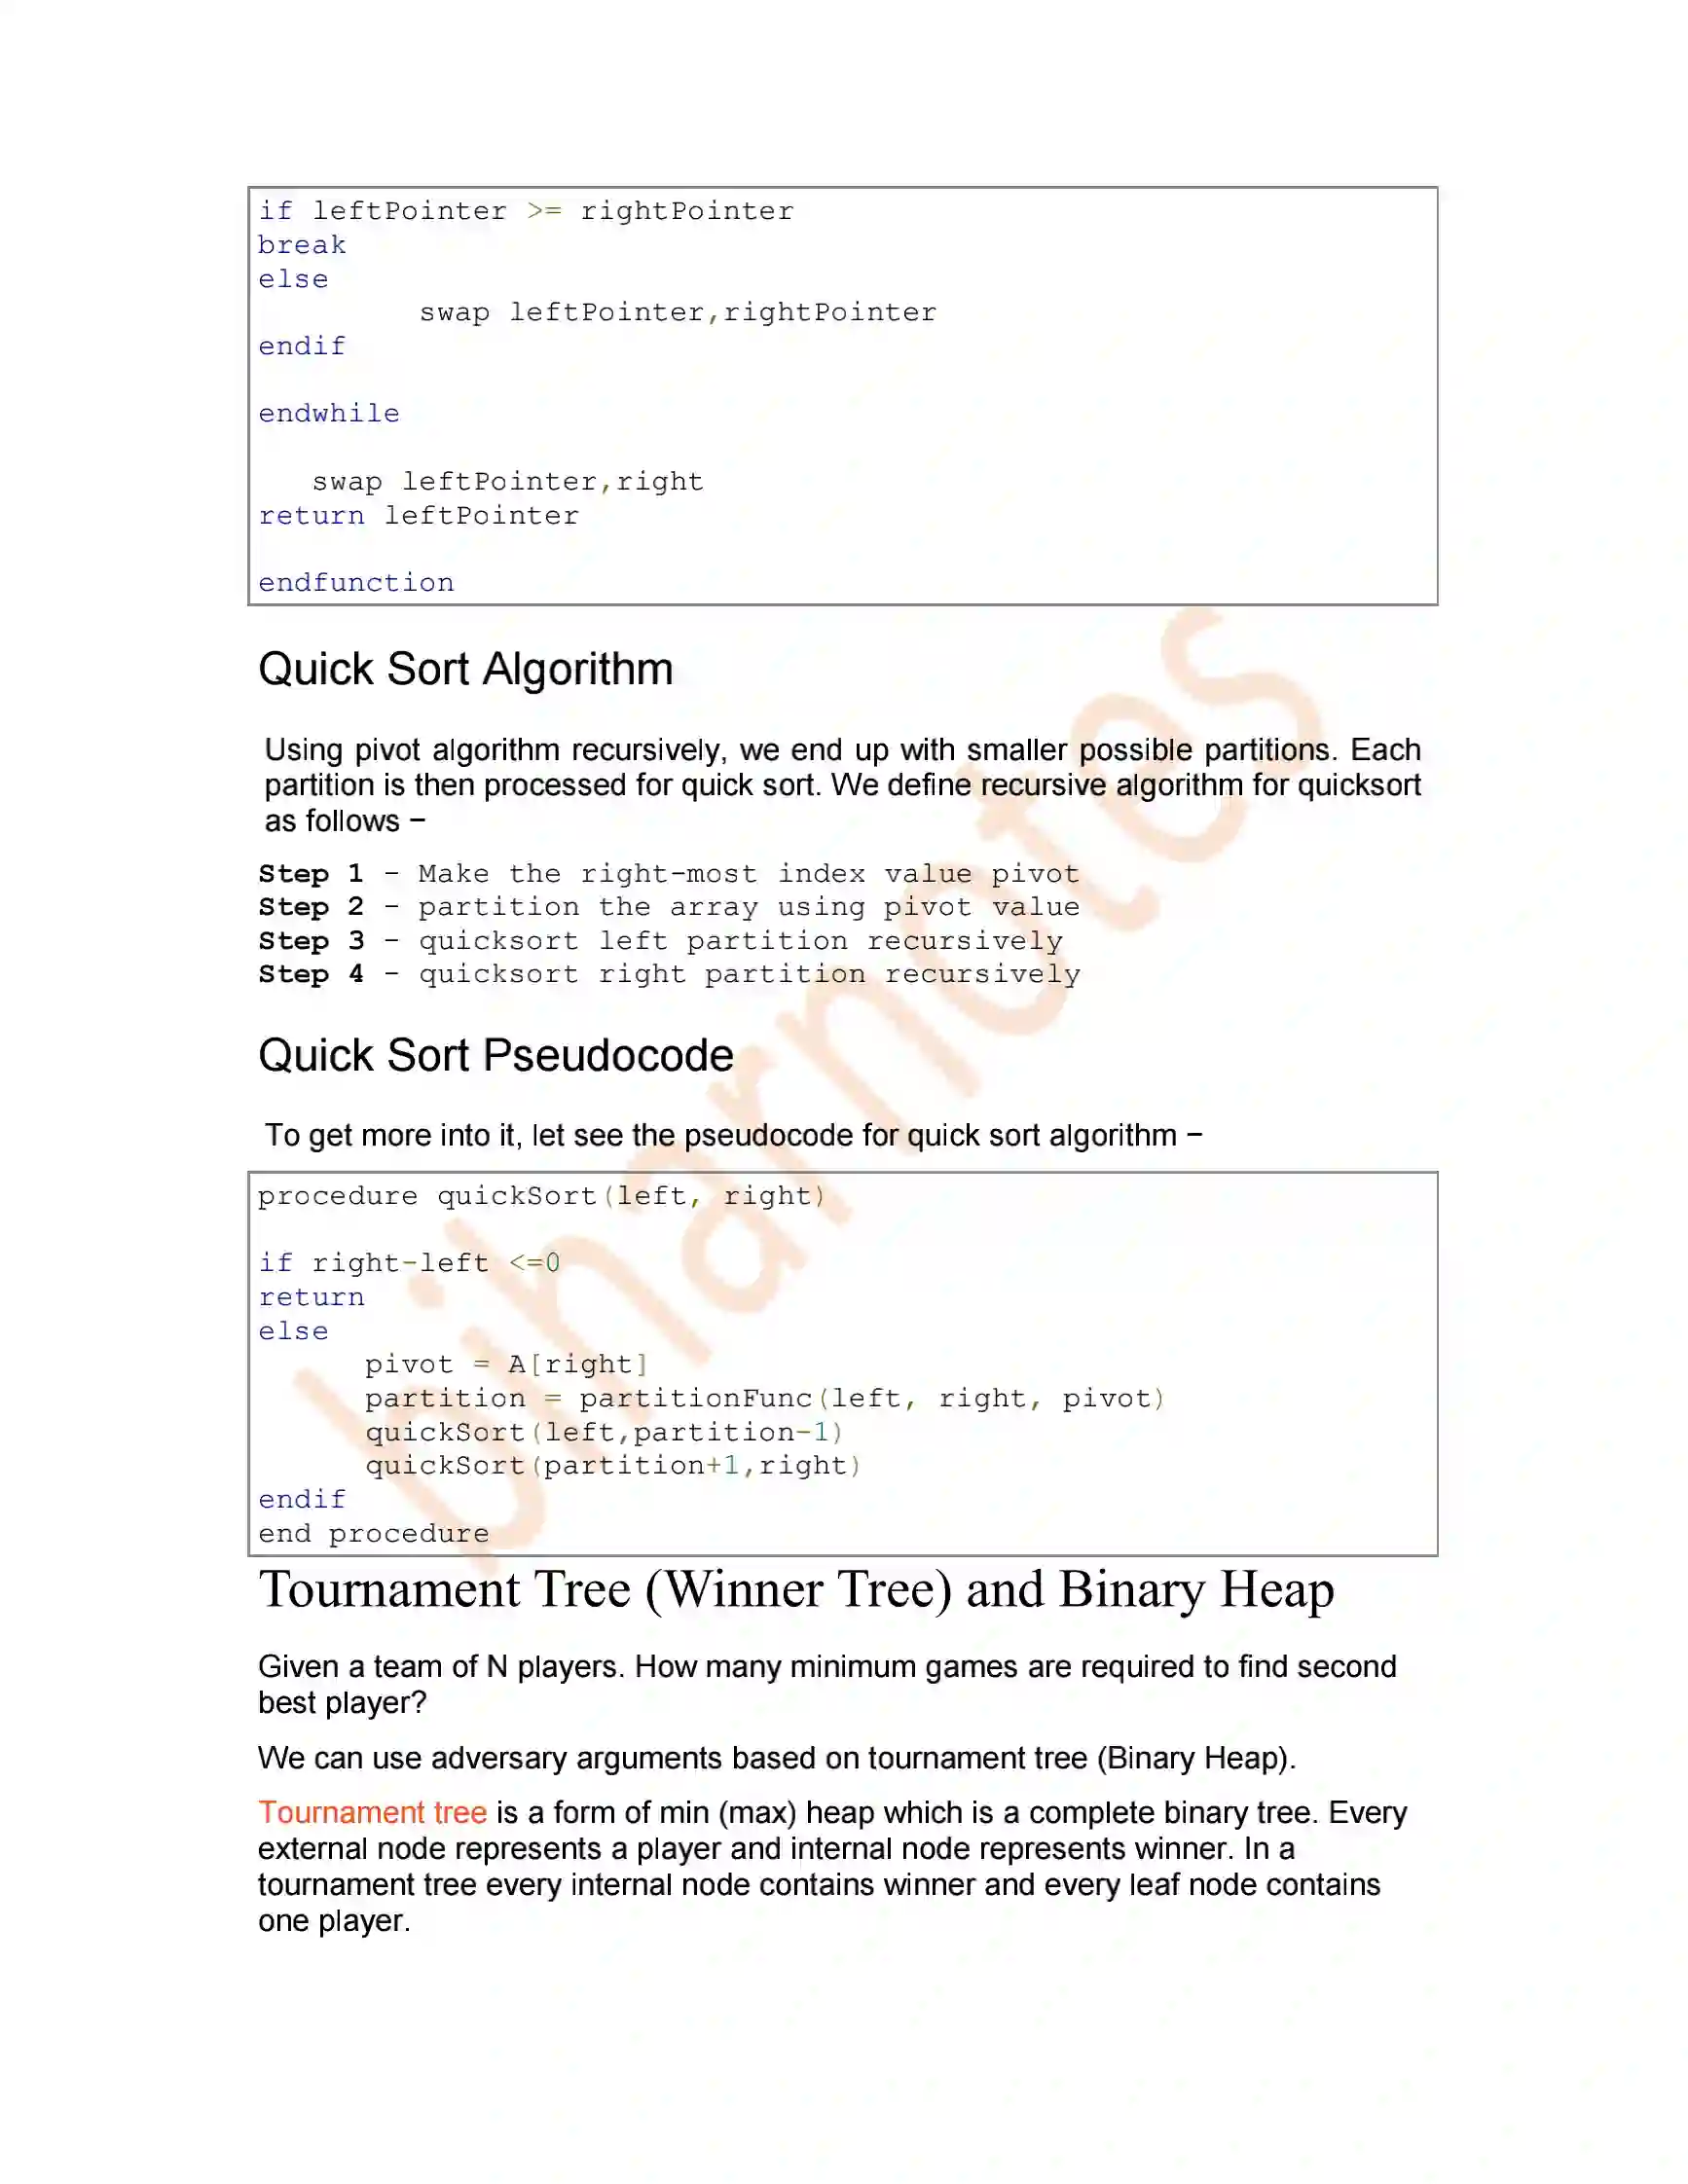 if leftPointer >= rightPointer
break
else
swap leftPointer,rightPointer
endif
endwhile
swap leftPointer,right
return leftPointer
endfunction
Quick Sort Algorithm
Using pivot algorithm recursively, we end up with smaller possible partitions. Each
partition is then processed for quick sort. We define recursive algorithm for quicksort
as follows −
Step 1 − Make the right-most index value pivot
Step 2 − partition the array using pivot value
Step 3 − quicksort left partition recursively
Step 4 − quicksort right partition recursively
Quick Sort Pseudocode
To get more into it, let see the pseudocode for quick sort algorithm −
procedure quickSort(left, right)
if right-left <=0
return
else
pivot = A[right]
partition = partitionFunc(left, right, pivot)
quickSort(left,partition-1)
quickSort(partition+1,right)
endif
end procedure
Tournament Tree (Winner Tree) and Binary Heap
Given a team of N players. How many minimum games are required to find second
best player?
We can use adversary arguments based on tournament tree (Binary Heap).
Tournament tree is a form of min (max) heap which is a complete binary tree. Every
external node represents a player and internal node represents winner. In a
tournament tree every internal node contains winner and every leaf node contains
one player.
biharnotes